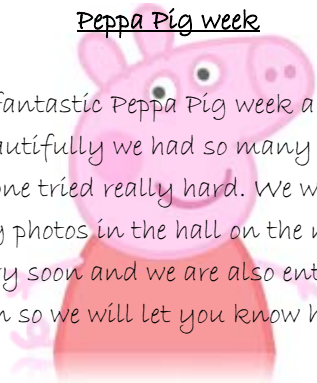 Peppa Pig week
fantastic Peppa Pig week a
autifully we had so many
one tried really hard. We w
photos in the hall on the
ry soon and we are also ent
so we will let you know h